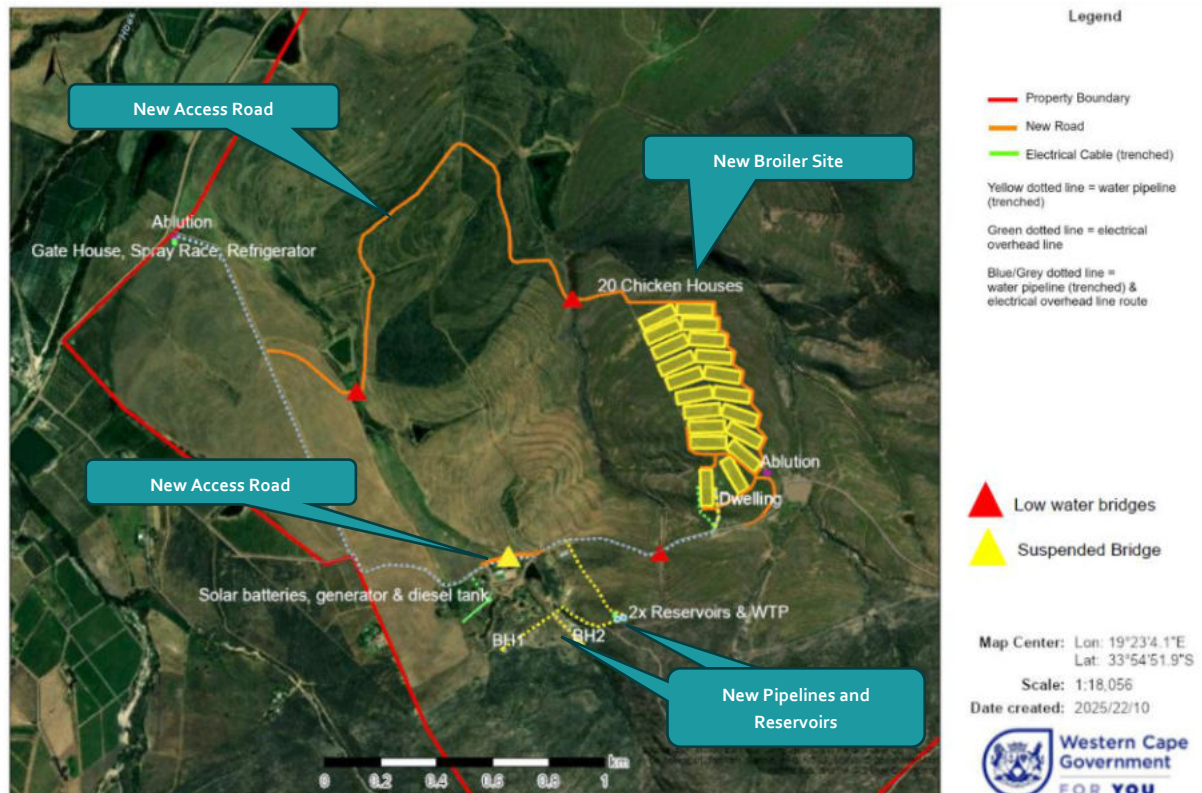 New Access Road
New Broiler Site
Ablution
Gate House, Spray Race, Refrigerator
20 Chicken Houses
New Access Road
Ablution
Dwelling
Solar batteries, generator & diesel tank
2x Reservoirs & WTP
BH1
BH2
New Pipelines and
Reservoirs
km
0 0.2 0.4 0.6 0.8 1
Legend
Property Boundary
New Road
Electrical Cable (trenched)
Yellow dotted line = water pipeline
(trenched)
Green dotted line = electrical
overhead line
Blue/Grey dotted line =
water pipeline (trenched) &
electrical overhead line route
Low water bridges
Suspended Bridge
Map Center: Lon: 19°23'4.1"E
Lat: 33°54'51.9"S
Scale: 1:18,056
Date created: 2025/22/10
Western Cape
Government
FOR YOU